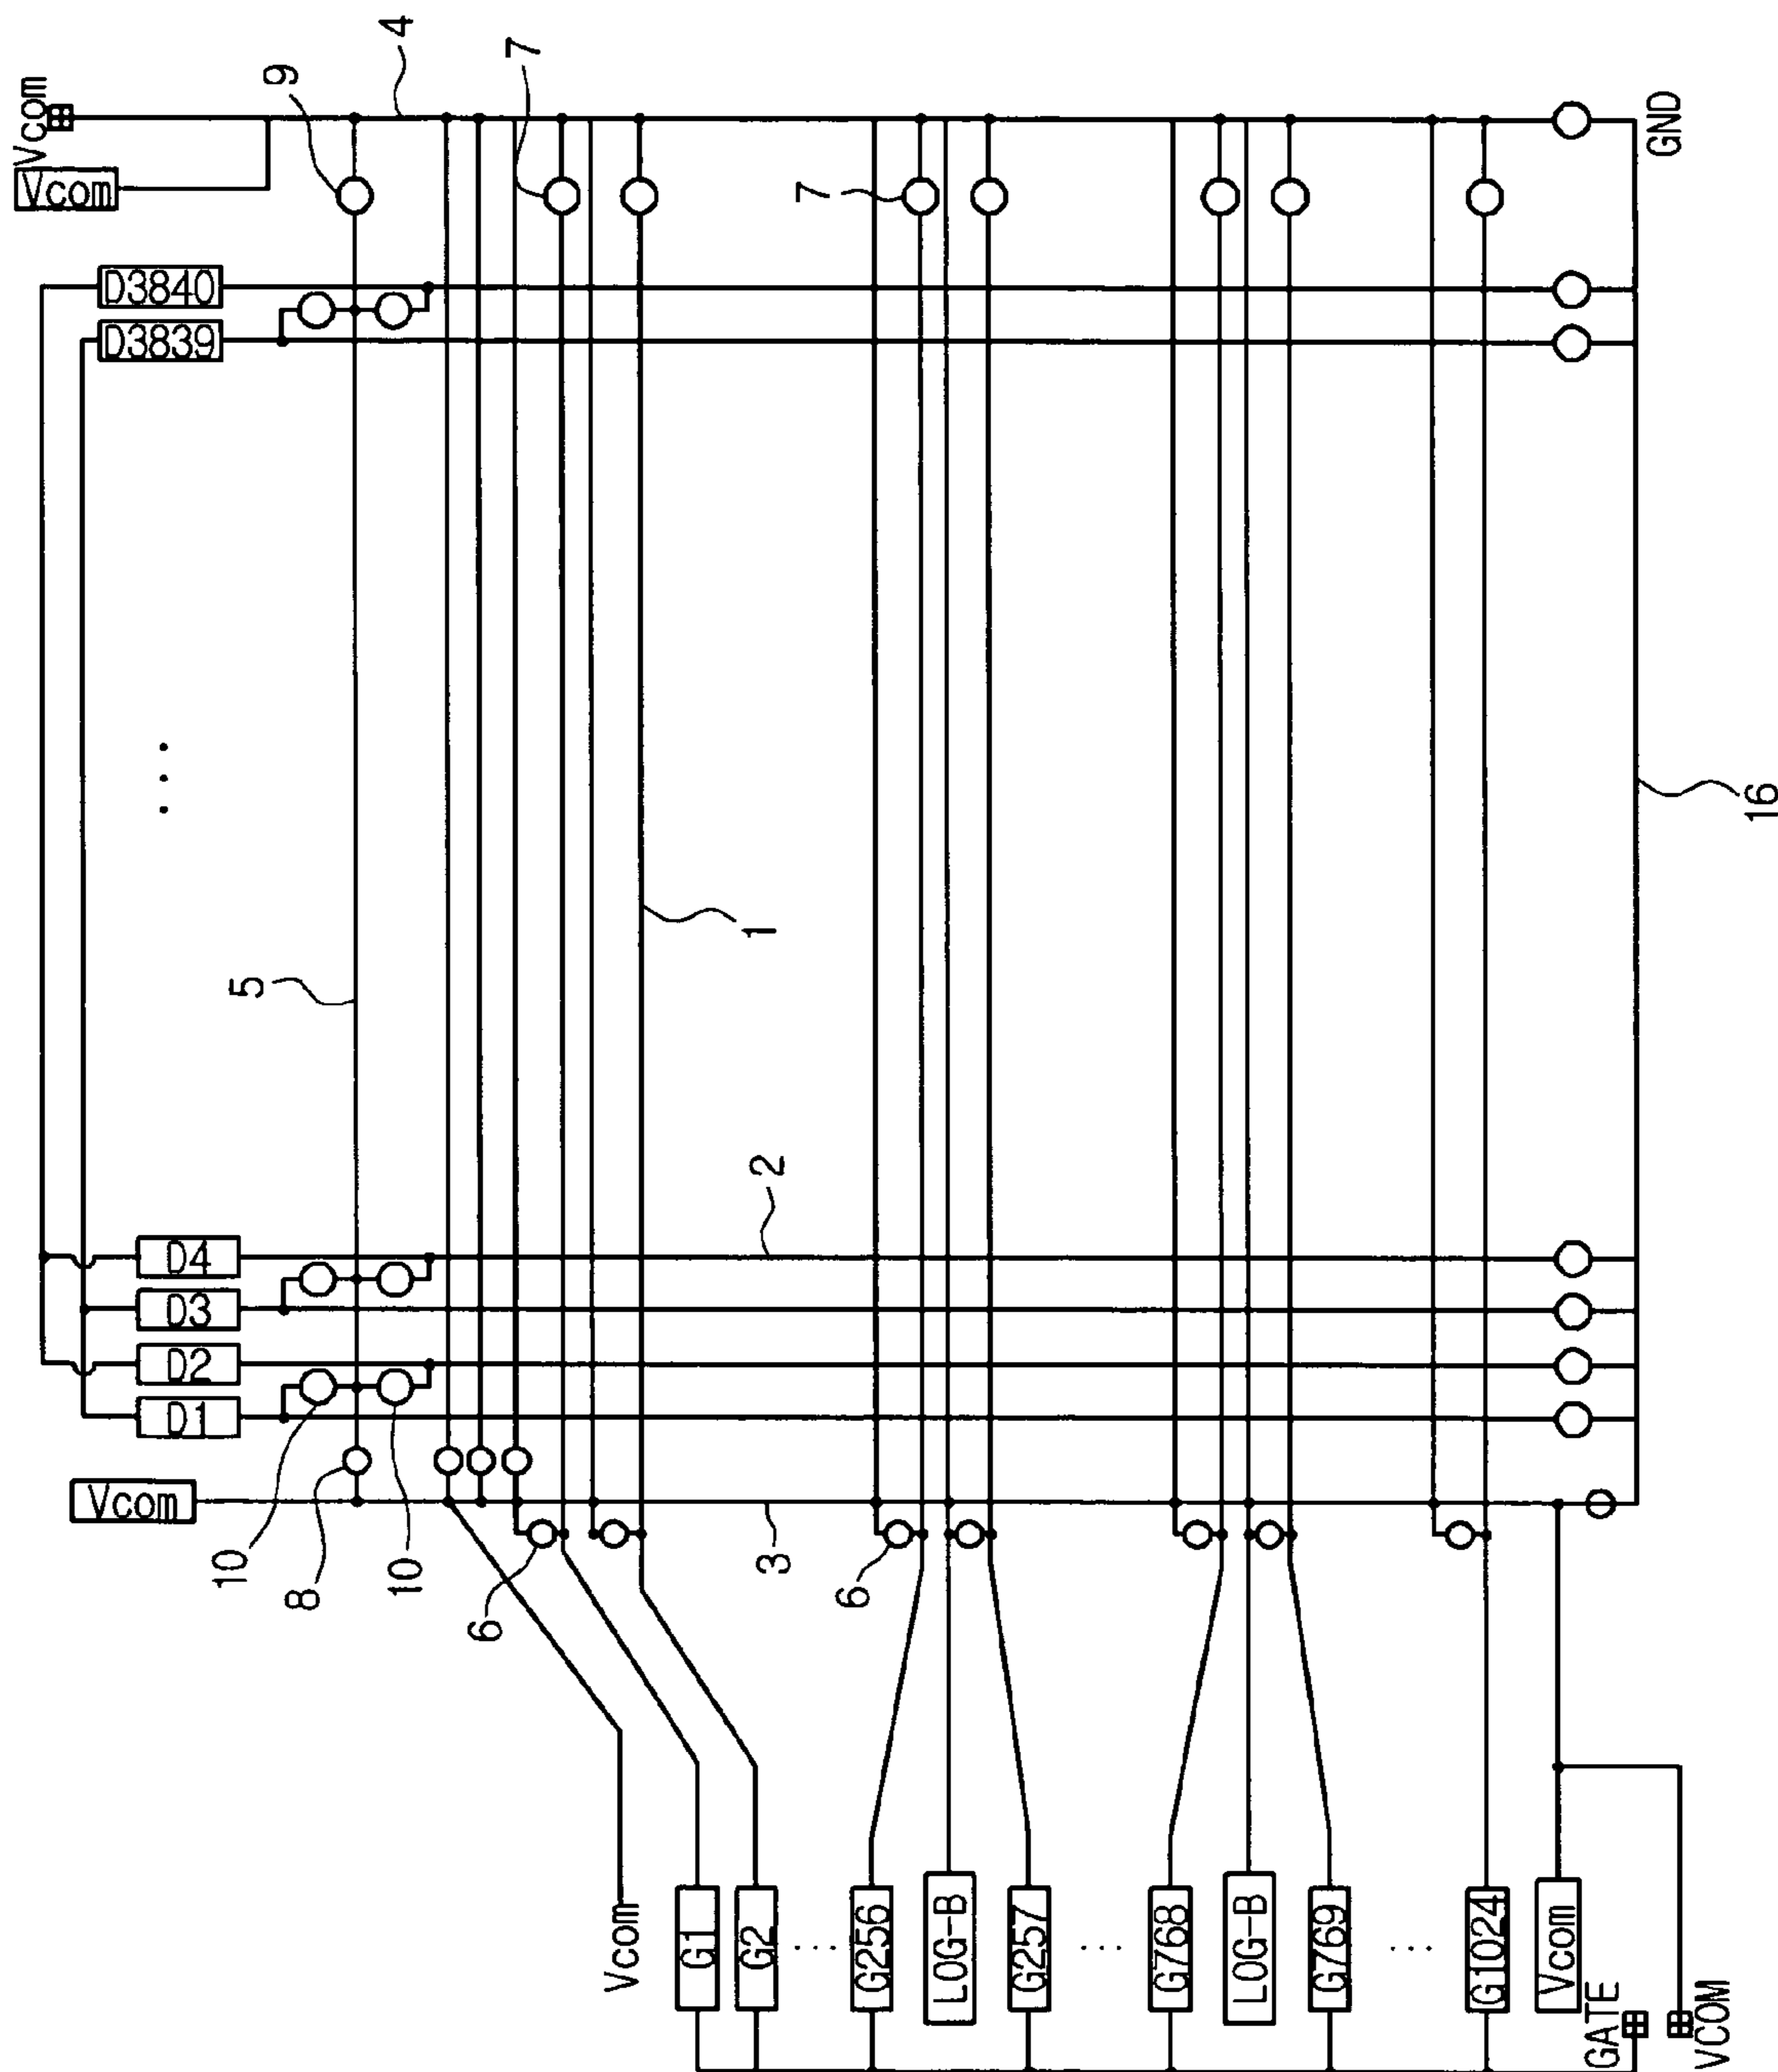 Vcom
Vcom
4
9
7
7
D3840
D3839
GND
...
5
1
16
2
D4
D3
D2
D1
Vcom
10
8
10
6
6
3
Vcom
G1
G2
...
G256
LOG-B
G257
...
G768
LOG-B
G769
...
G1024
Vcom
GATE
VCOM